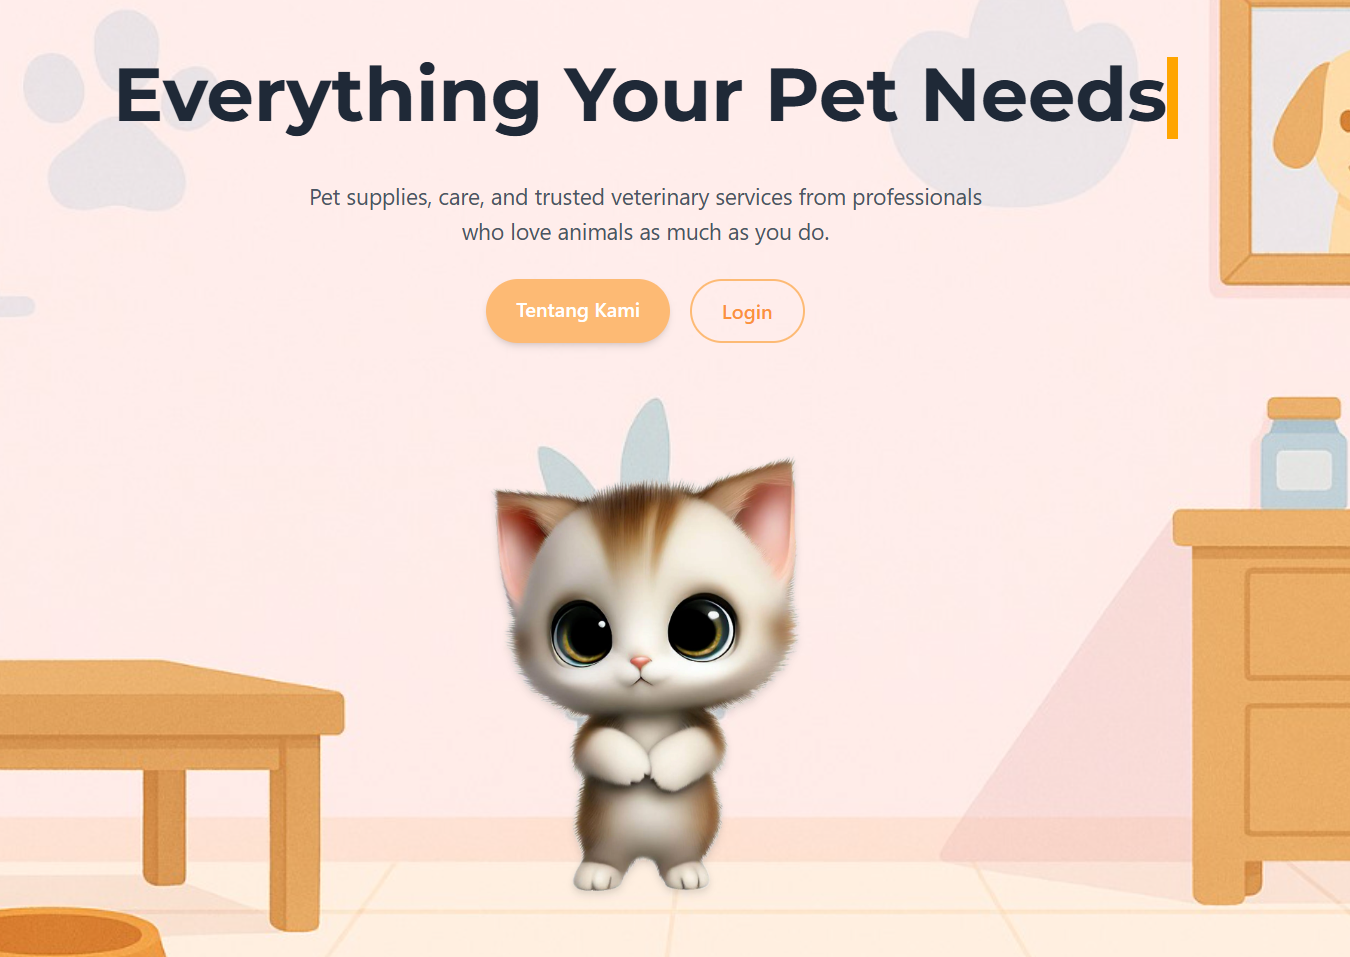 Everything Your Pet Needs
Pet supplies, care, and trusted veterinary services from professionals
who love animals as much as you do.
Tentang Kami
Login